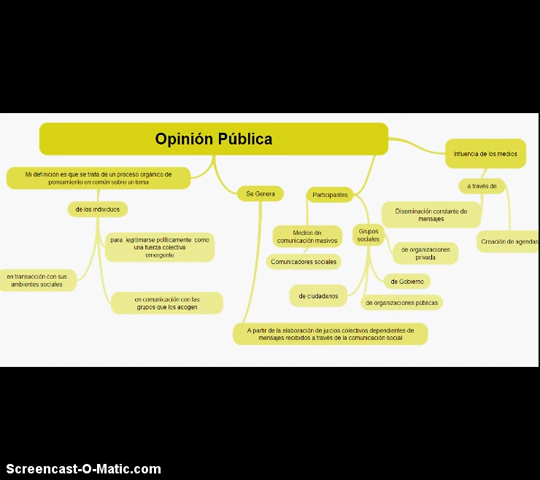 Opinión Pública
Influencia de los medios
Mi definición es que se trata de un proceso orgánico de
pensamiento en común sobre un tema
Se Genera
Participantes
a través de
de los individuos
Diseminación constante de
mensajes
Medios de
comunicación masivos
Grupos
sociales
Creación de agendas
para legitimarse políticamente como
una fuerza colectiva
emergente
de organizaciones
privada
Comunicadores sociales
en transacción con sus
ambientes sociales
de Gobierno
de ciudadanos
en comunicación con las
grupos que los acogen
de organizaciones públicas
A partir de la elaboración de juicios colectivos dependientes de
mensajes recibidos a través de la comunicación social
Screencast-O-Matic.com